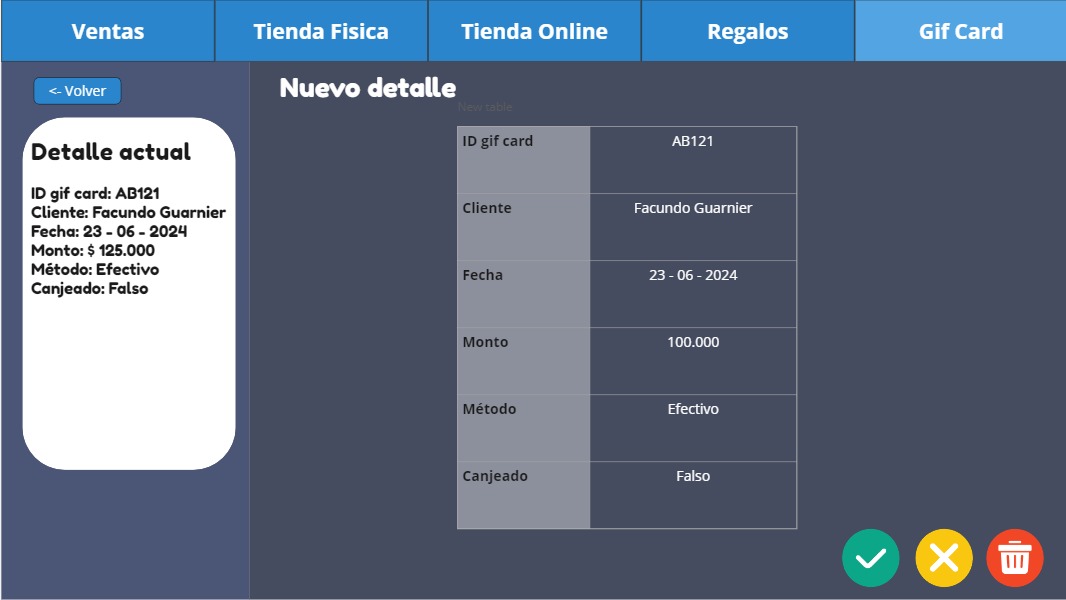 Ventas
Tienda Fisica
Tienda Online
Regalos
Gif Card
<- Volver
Detalle actual
ID gif card: AB121
Cliente: Facundo Guarnier
Fecha: 23 - 06 - 2024
Monto: $ 125.000
Método: Efectivo
Canjeado: Falso
Nuevo detalle
New table
ID gif card AB121
Cliente Facundo Guarnier
Fecha 23 - 06 - 2024
Monto 100.000
Método Efectivo
Canjeado Falso